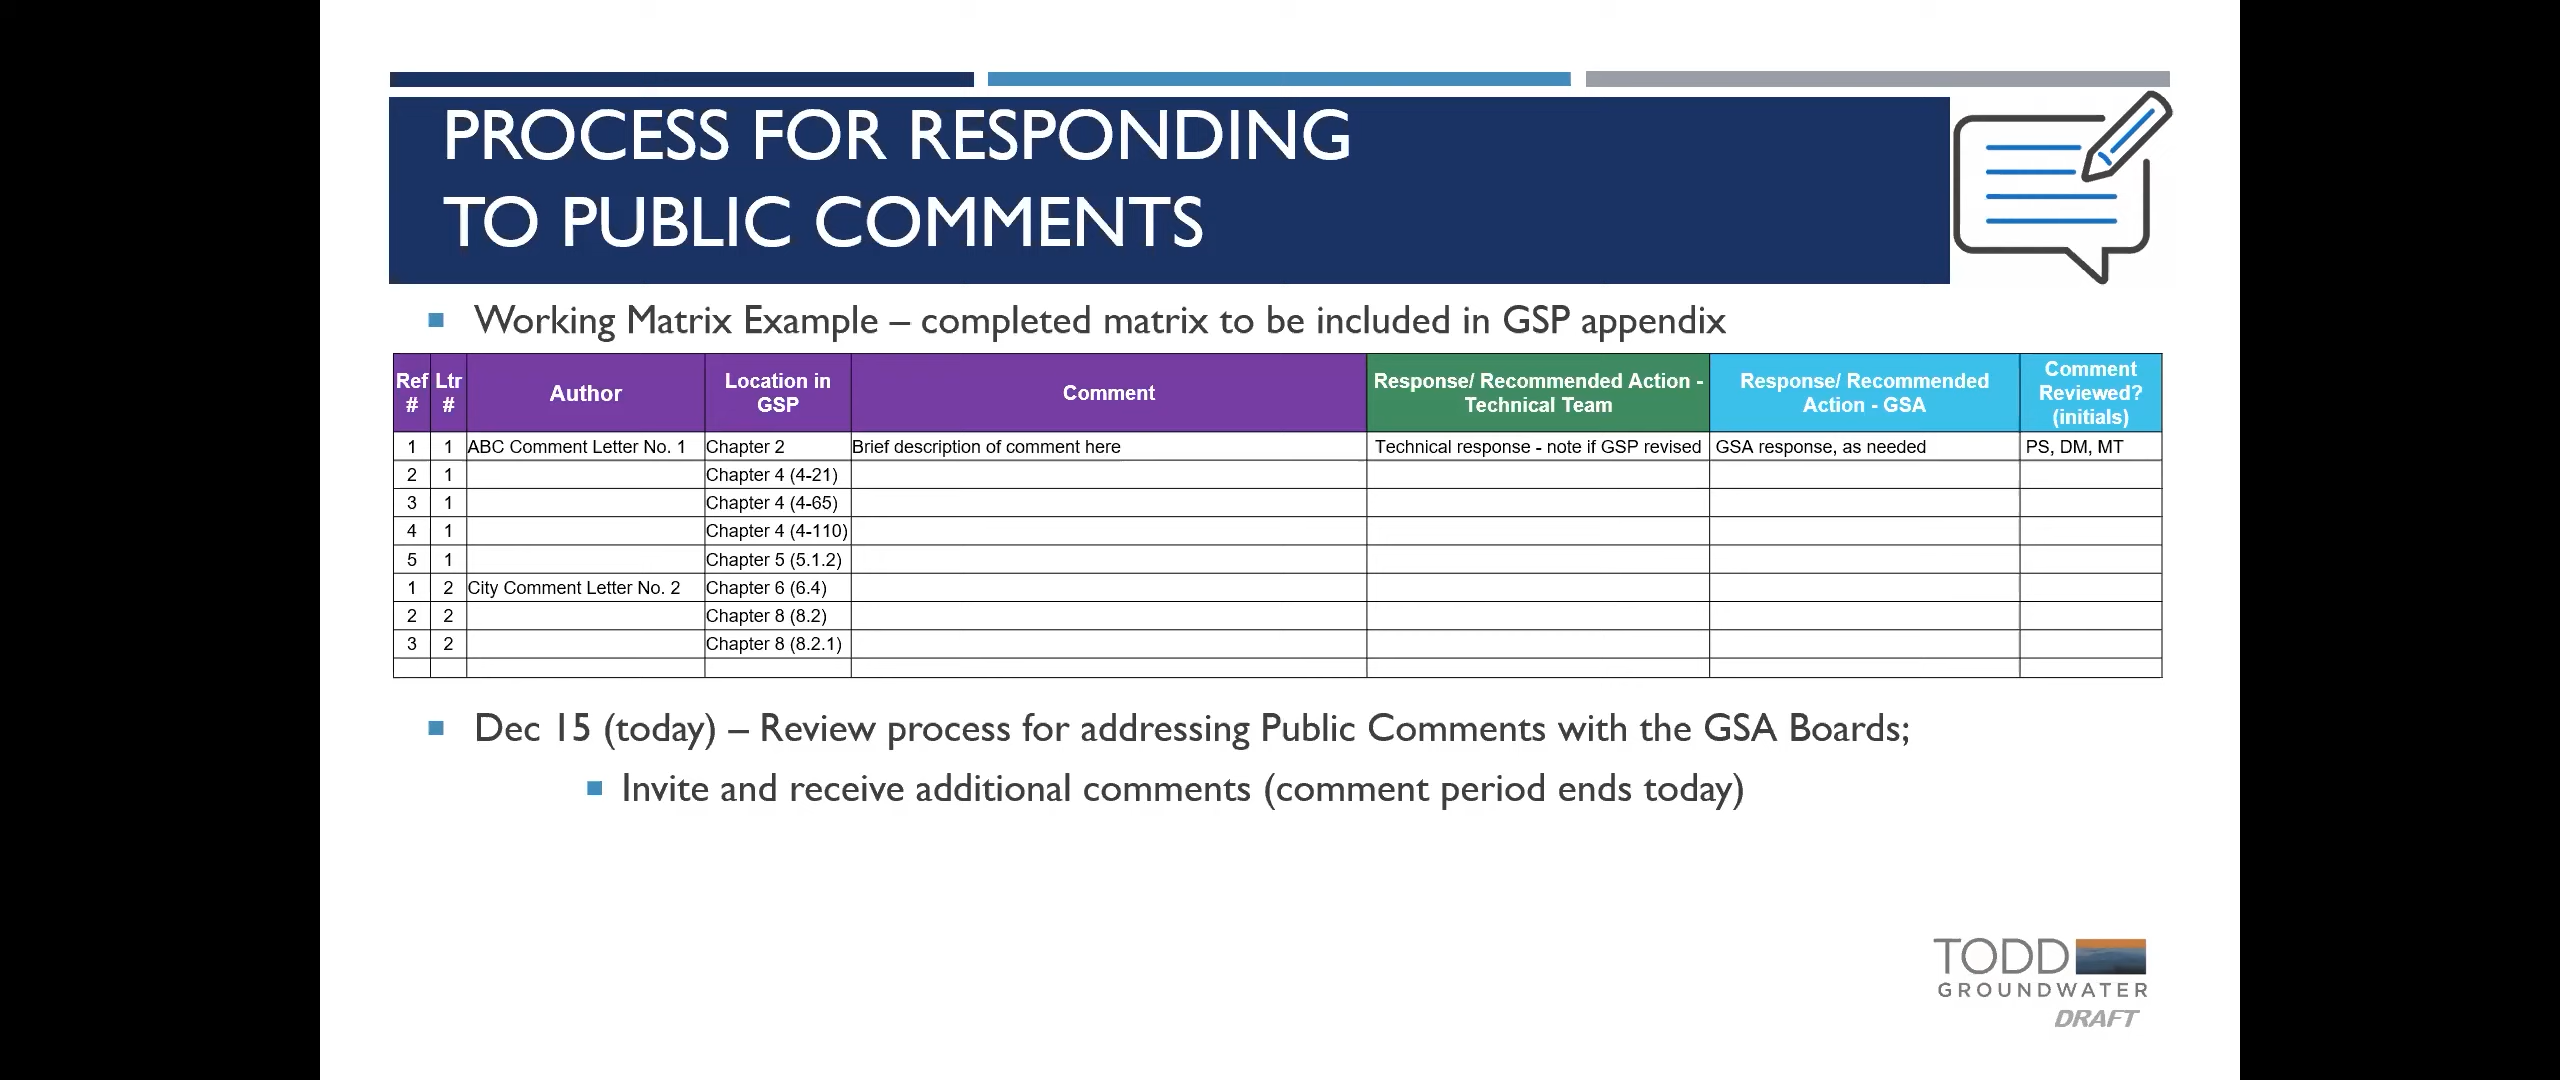 PROCESS FOR RESPONDING
TO PUBLIC COMMENTS
Working Matrix Example – completed matrix to be included in GSP appendix
Ref # Ltr # Author Location in GSP Comment Response/ Recommended Action - Technical Team Response/ Recommended Action - GSA Comment Reviewed? (initials)
1 1 ABC Comment Letter No. 1 Chapter 2 Brief description of comment here Technical response - note if GSP revised GSA response, as needed PS, DM, MT
2 1 Chapter 4 (4-21)
3 1 Chapter 4 (4-65)
4 1 Chapter 4 (4-110)
5 1 Chapter 5 (5.1.2)
1 2 City Comment Letter No. 2 Chapter 6 (6.4)
2 2 Chapter 8 (8.2)
3 2 Chapter 8 (8.2.1)
Dec 15 (today) – Review process for addressing Public Comments with the GSA Boards;
Invite and receive additional comments (comment period ends today)
TODD
GROUNDWATER
DRAFT